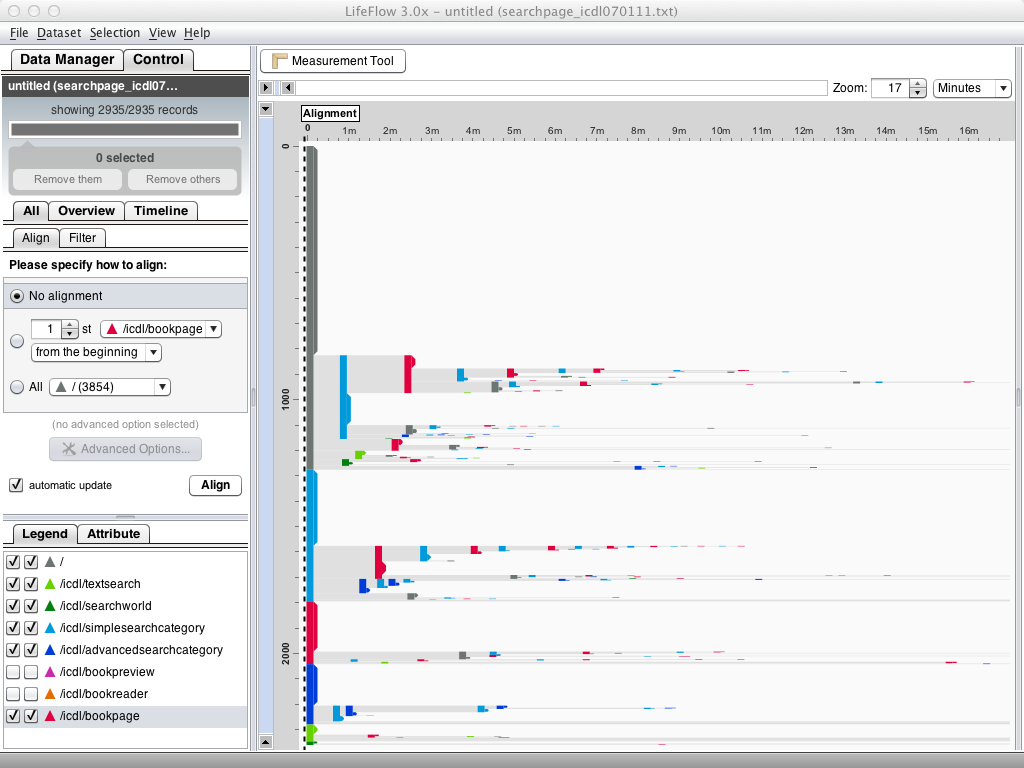 LifeFlow 3.0x – untitled (searchpage_icdl070111.txt)
File Dataset Selection View Help
Data Manager Control
untitled (searchpage_icdl07...
showing 2935/2935 records
0 selected
Remove them Remove others
All Overview Timeline
Align Filter
Please specify how to align:
No alignment
1 st /icdl/bookpage
from the beginning
All / (3854)
(no advanced option selected)
Advanced Options...
automatic update Align
Legend Attribute
/
/icdl/textsearch
/icdl/searchworld
/icdl/simplesearchcategory
/icdl/advancedsearchcategory
/icdl/bookpreview
/icdl/bookreader
/icdl/bookpage
Measurement Tool
Zoom: 17 Minutes
Alignment
0 1m 2m 3m 4m 5m 6m 7m 8m 9m 10m 11m 12m 13m 14m 15m 16m
0
1000
2000